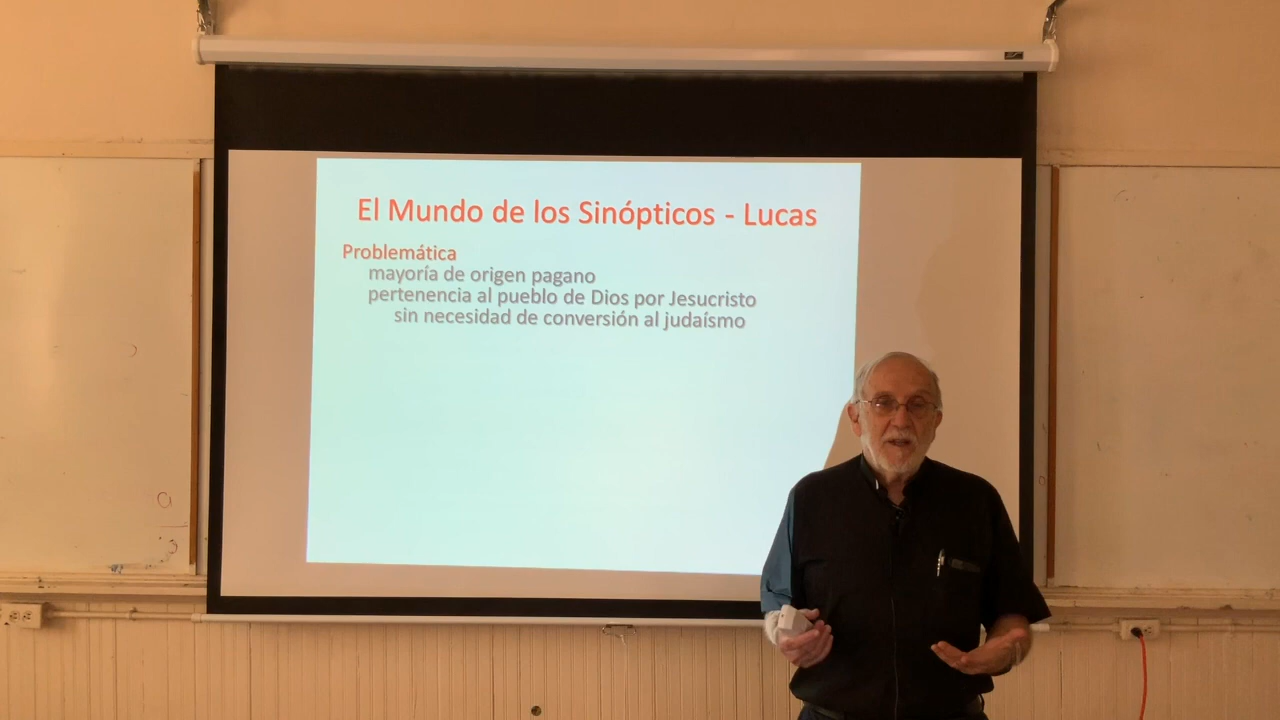 El Mundo de los Sinópticos - Lucas
Problemática
mayoría de origen pagano
pertenencia al pueblo de Dios por Jesucristo
sin necesidad de conversión al judaísmo